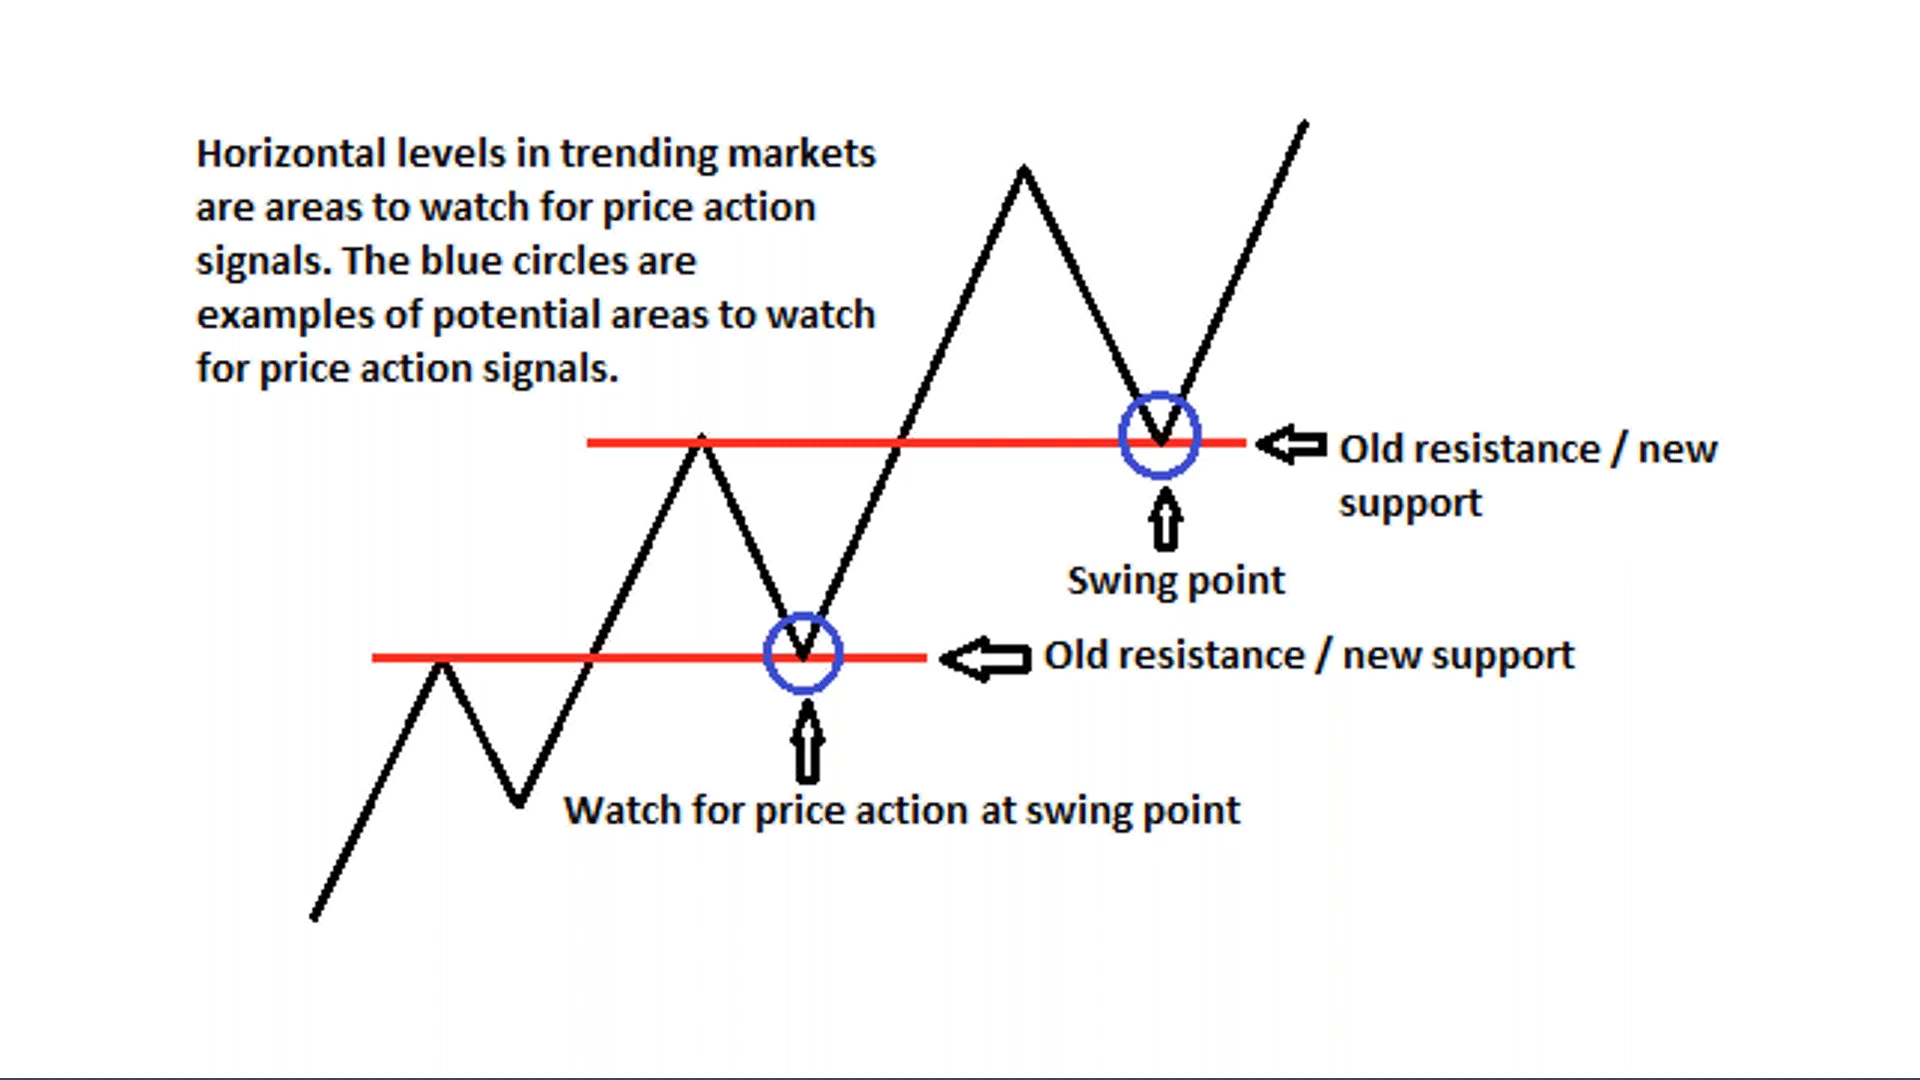 Horizontal levels in trending markets
are areas to watch for price action
signals. The blue circles are
examples of potential areas to watch
for price action signals.
Old resistance / new
support
Swing point
Old resistance / new support
Watch for price action at swing point